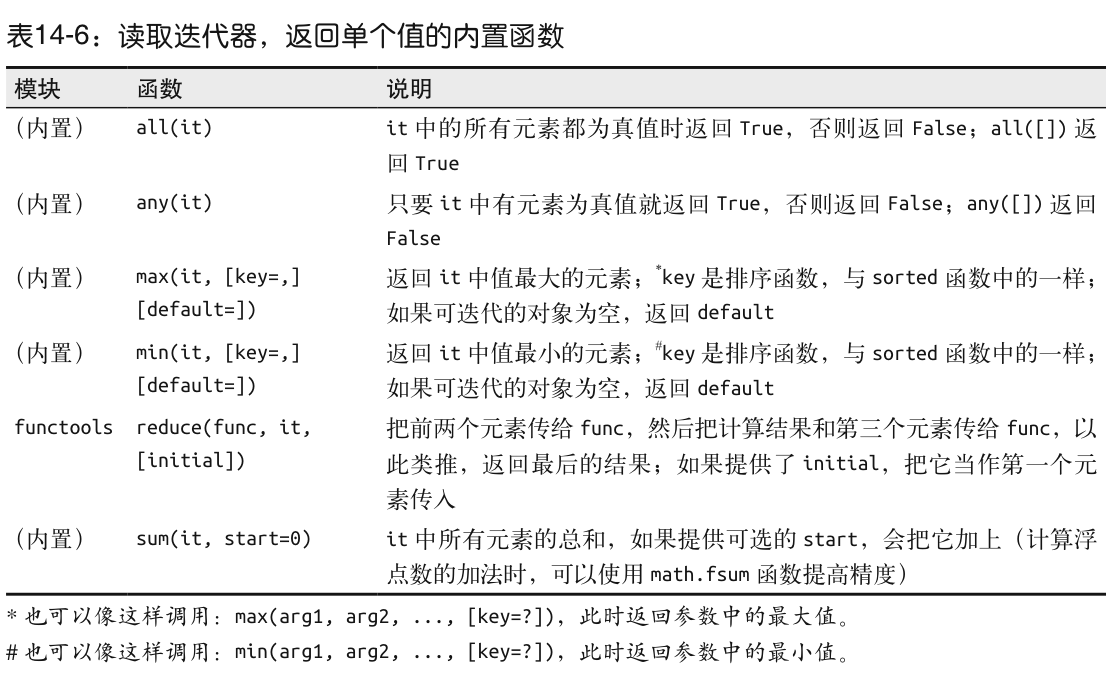 表14-6：读取迭代器，返回单个值的内置函数
模块 函数 说明
（内置） all(it) it 中的所有元素都为真值时返回 True，否则返回 False；all([]) 返
回 True
（内置） any(it) 只要 it 中有元素为真值就返回 True，否则返回 False；any([]) 返回
False
（内置） max(it, [key=,] 返回 it 中值最大的元素；*key 是排序函数，与 sorted 函数中的一样；
[default=]) 如果可迭代的对象为空，返回 default
（内置） min(it, [key=,] 返回 it 中值最小的元素；#key 是排序函数，与 sorted 函数中的一样；
[default=]) 如果可迭代的对象为空，返回 default
functools reduce(func, it, 把前两个元素传给 func，然后把计算结果和第三个元素传给 func，以
[initial]) 此类推，返回最后的结果；如果提供了 initial，把它当作第一个元
素传入
（内置） sum(it, start=0) it 中所有元素的总和，如果提供可选的 start，会把它加上（计算浮
点数的加法时，可以使用 math.fsum 函数提高精度）
* 也可以像这样调用：max(arg1, arg2, ..., [key=?])，此时返回参数中的最大值。
# 也可以像这样调用：min(arg1, arg2, ..., [key=?])，此时返回参数中的最小值。